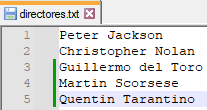 directores.txt
1 Peter Jackson
2 Christopher Nolan
3 Guillermo del Toro
4 Martin Scorsese
5 Quentin Tarantino